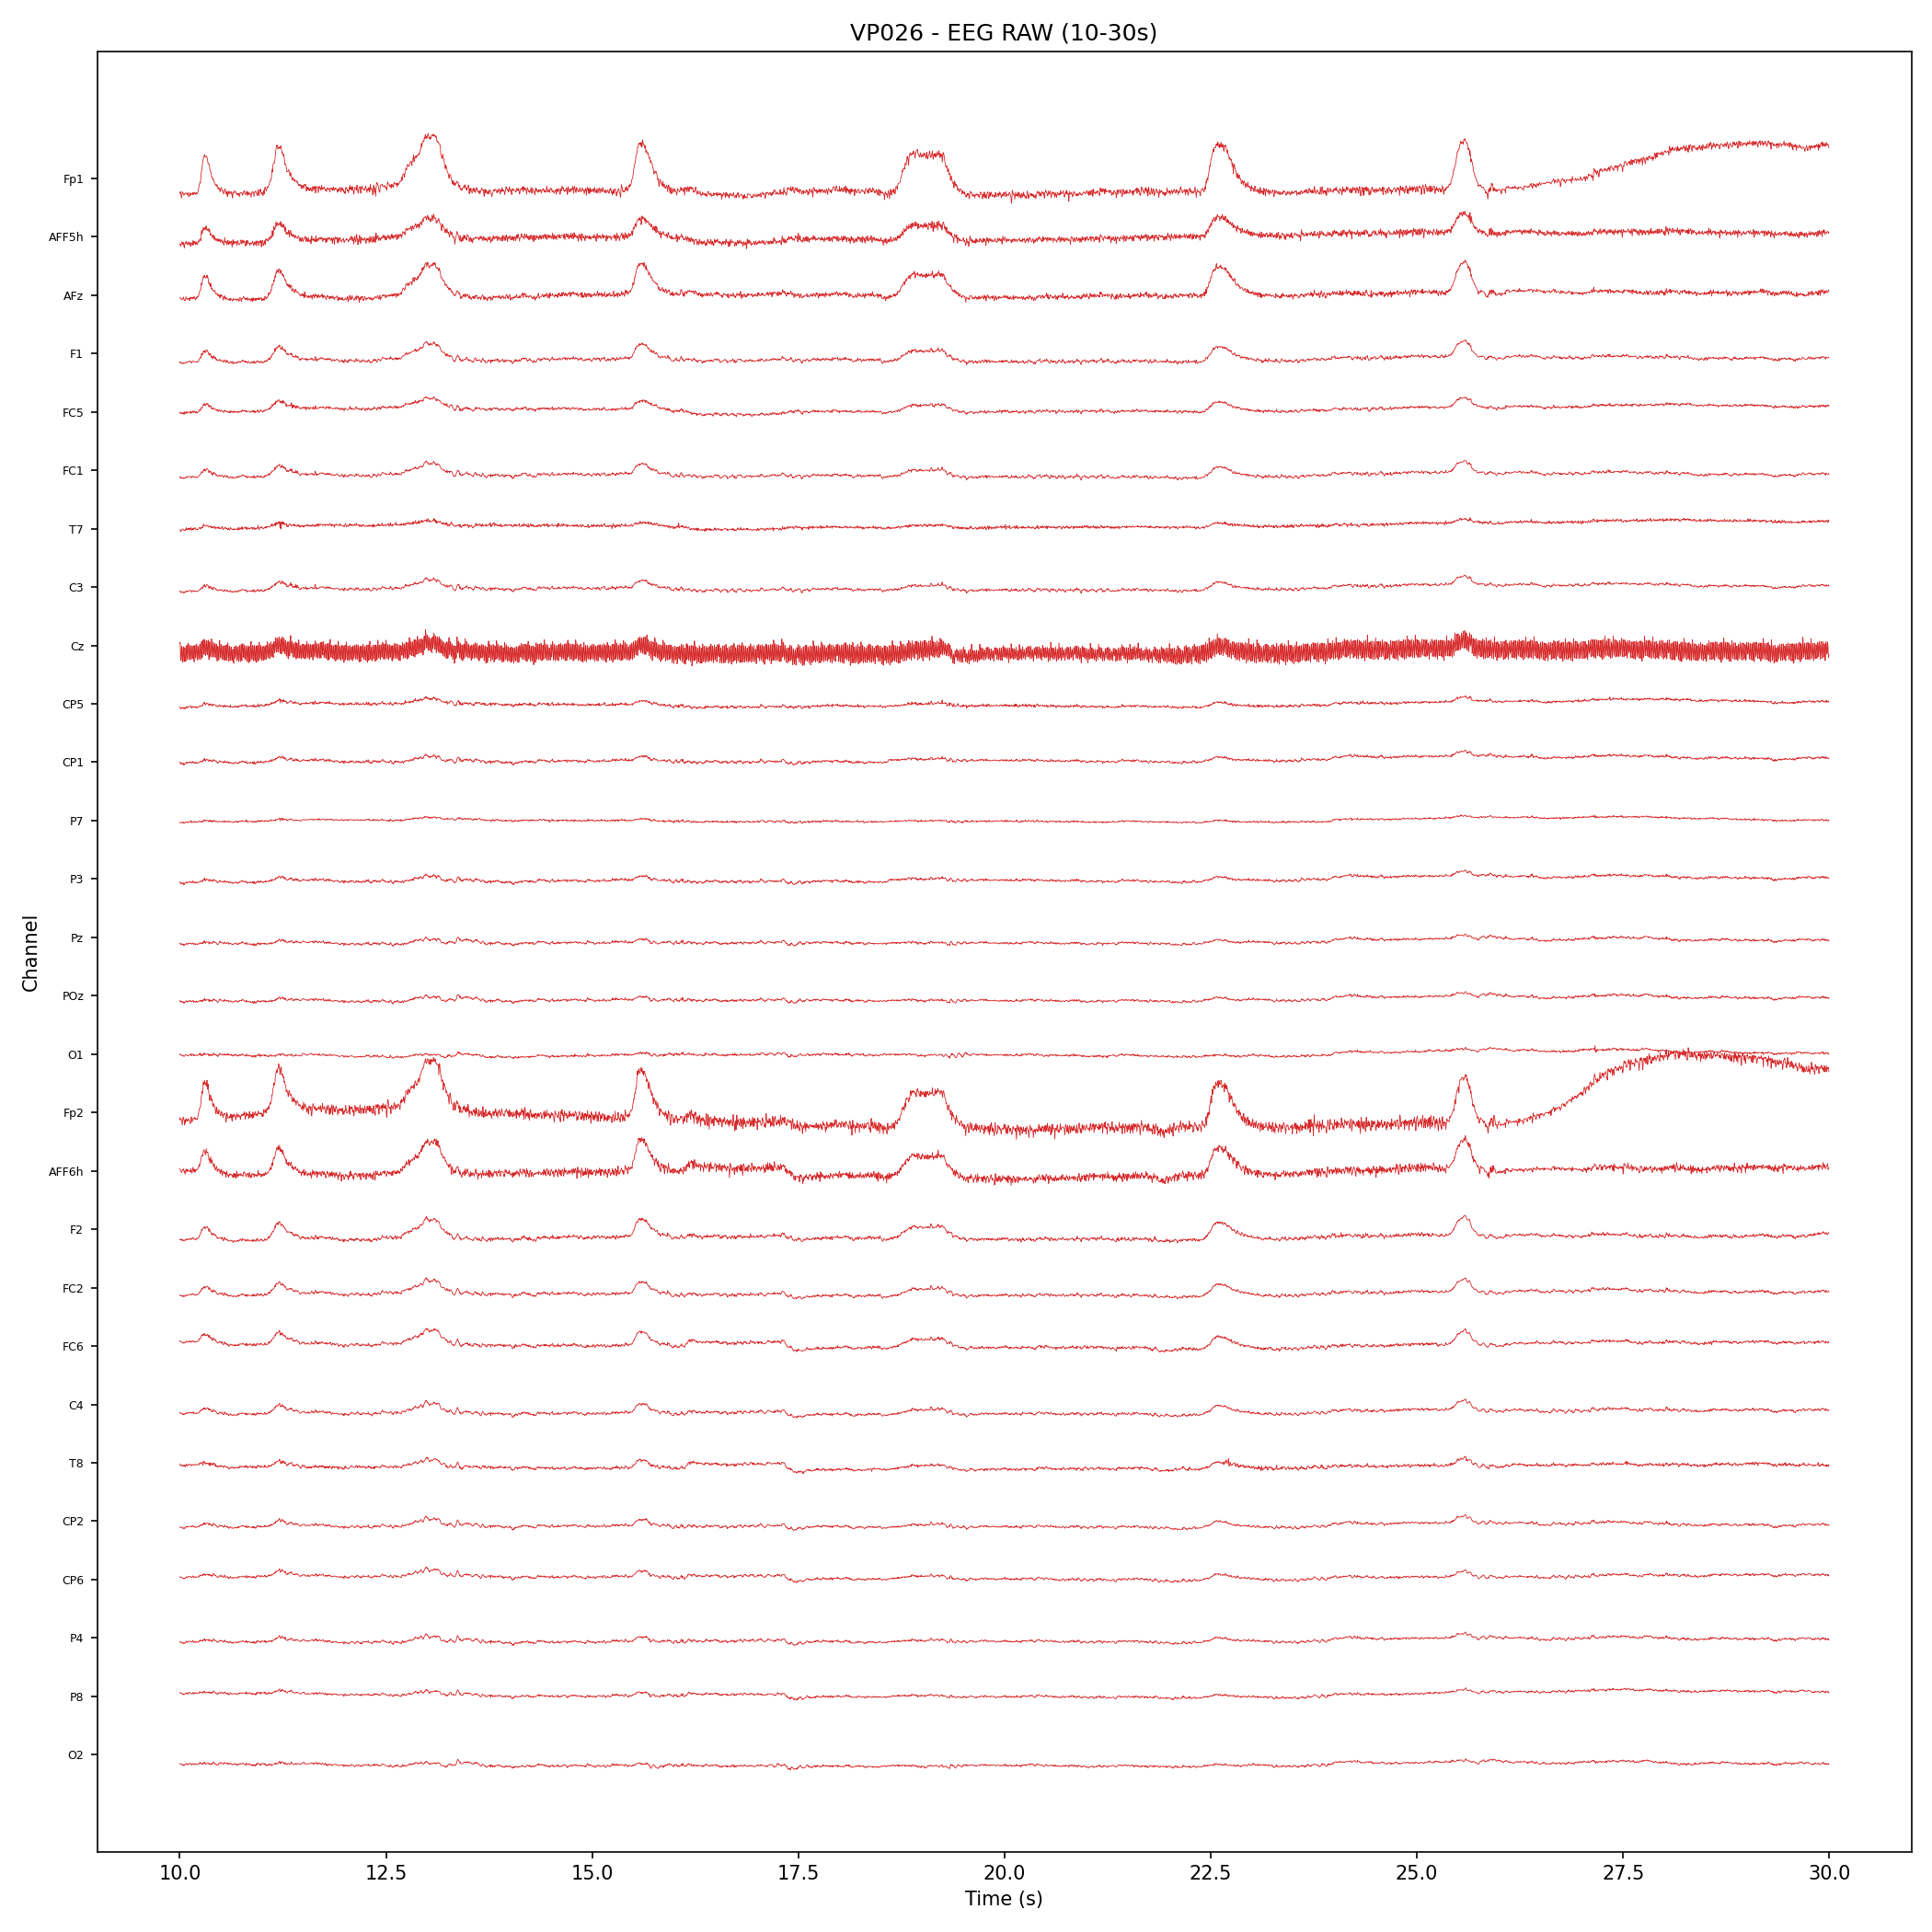 VP026 - EEG RAW (10-30s)
Fp1
AFF5h
AFz
F1
FC5
FC1
T7
C3
Cz
CP5
CP1
P7
P3
Pz
POz
O1
Fp2
AFF6h
F2
FC2
FC6
C4
T8
CP2
CP6
P4
P8
O2
Channel
10.0 12.5 15.0 17.5 20.0 22.5 25.0 27.5 30.0
Time (s)